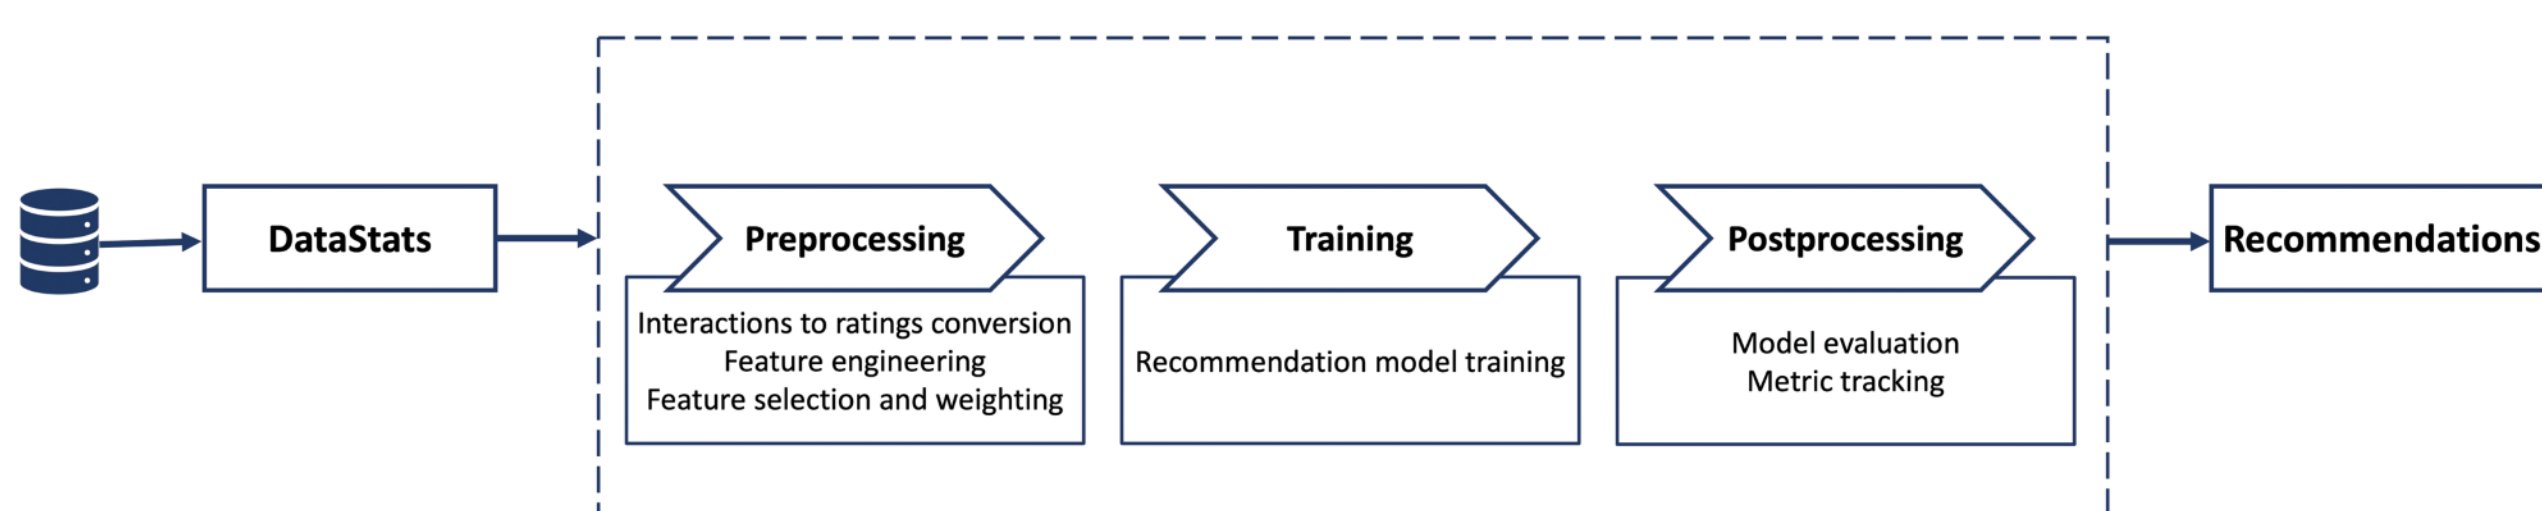 DataStats
Preprocessing
Interactions to ratings conversion
Feature engineering
Feature selection and weighting
Training
Recommendation model training
Postprocessing
Model evaluation
Metric tracking
Recommendations